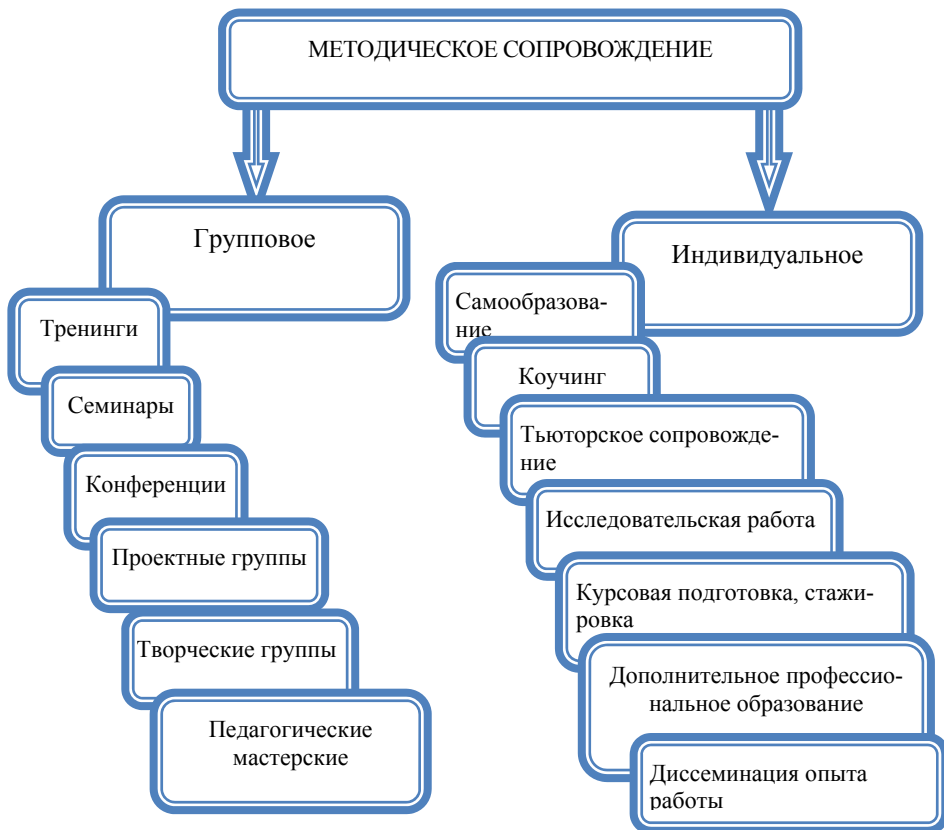 МЕТОДИЧЕСКОЕ СОПРОВОЖДЕНИЕ
Групповое
Тренинги
Семинары
Конференции
Проектные группы
Творческие группы
Педагогические
мастерские
Индивидуальное
Самообразова-
ние
Коучинг
Тьюторское сопровожде-
ние
Исследовательская работа
Курсовая подготовка, стажи-
ровка
Дополнительное профессио-
нальное образование
Диссеминация опыта
работы